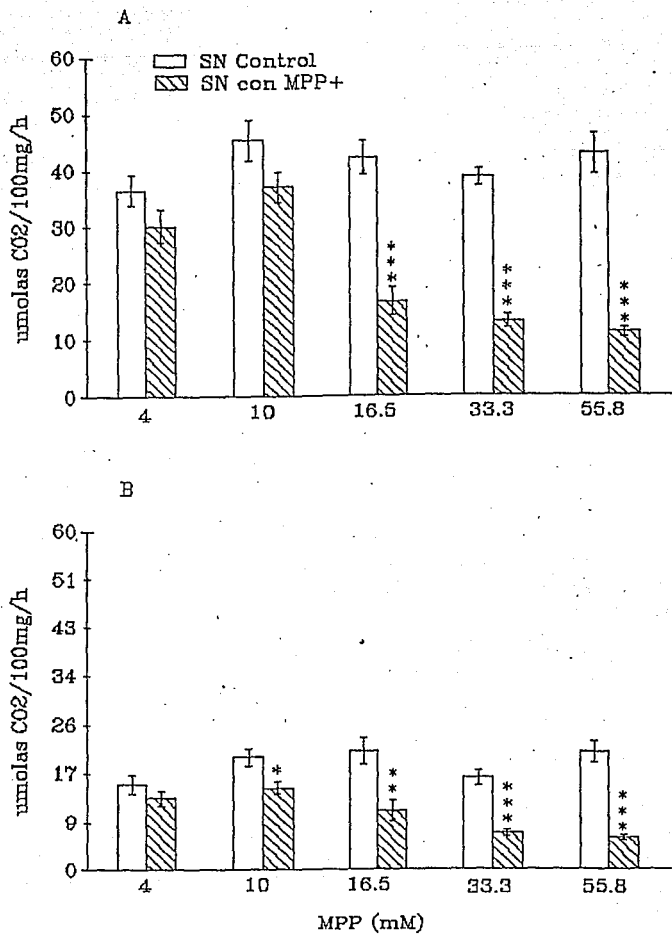 A
60
SN Control
SN con MPP+
50
40
30
20
10
0
umolas CO2/100mg/h
***
***
***
4 10 16.5 33.3 55.8
B
60
51
43
34
26
17
9
0
umolas CO2/100mg/h
*
**
***
***
4 10 16.5 33.3 55.8
MPP (mM)